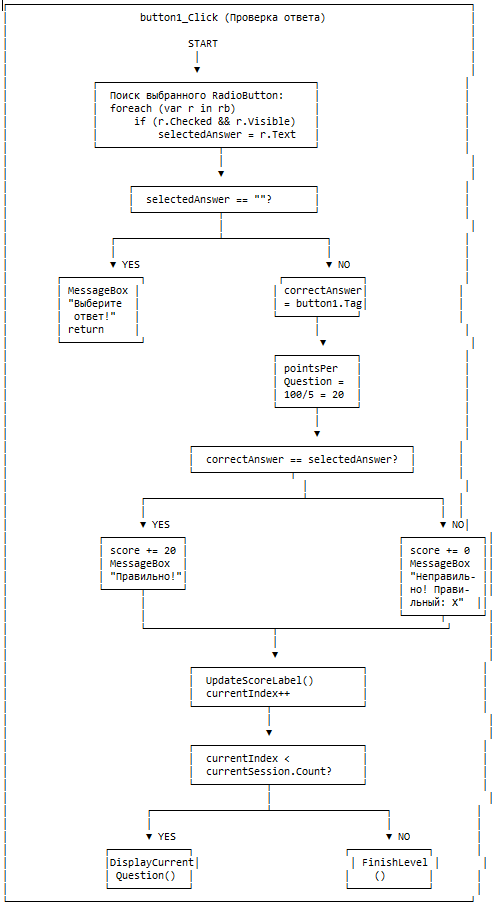 button1_Click (Проверка ответа)
START
Поиск выбранного RadioButton:
foreach (var r in rb)
if (r.Checked && r.Visible)
selectedAnswer = r.Text
selectedAnswer == ""?
YES
NO
MessageBox
"Выберите
ответ!"
return
correctAnswer
= button1.Tag
pointsPer
Question =
100/5 = 20
correctAnswer == selectedAnswer?
YES
NO
score += 20
MessageBox
"Правильно!"
score += 0
MessageBox
"Неправиль-
но! Прави-
льный: X"
UpdateScoreLabel()
currentIndex++
currentIndex <
currentSession.Count?
YES
NO
DisplayCurrent
Question()
FinishLevel
()